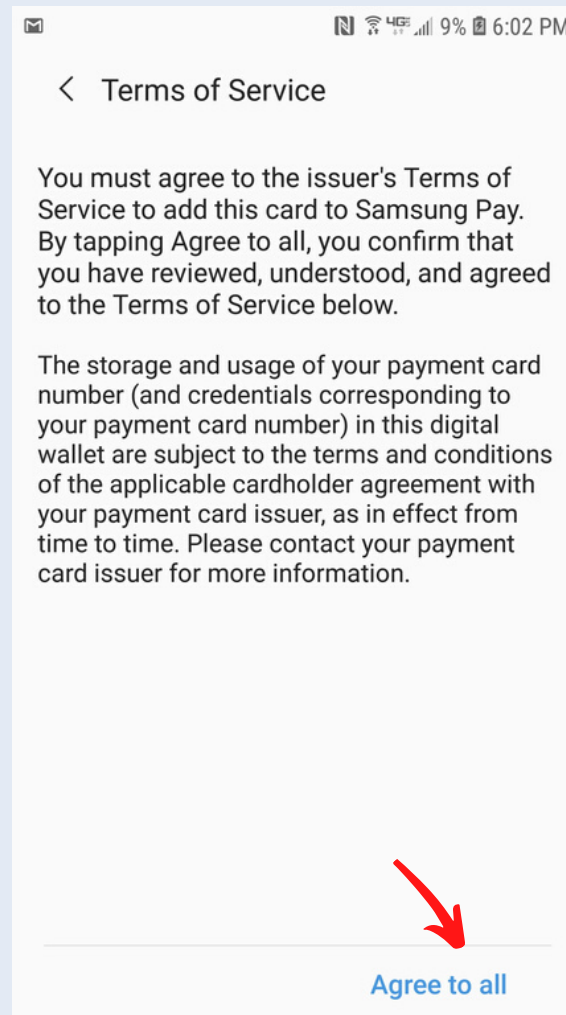 4GE 9% 6:02 PM
Terms of Service
You must agree to the issuer's Terms of
Service to add this card to Samsung Pay.
By tapping Agree to all, you confirm that
you have reviewed, understood, and agreed
to the Terms of Service below.
The storage and usage of your payment card
number (and credentials corresponding to
your payment card number) in this digital
wallet are subject to the terms and conditions
of the applicable cardholder agreement with
your payment card issuer, as in effect from
time to time. Please contact your payment
card issuer for more information.
Agree to all